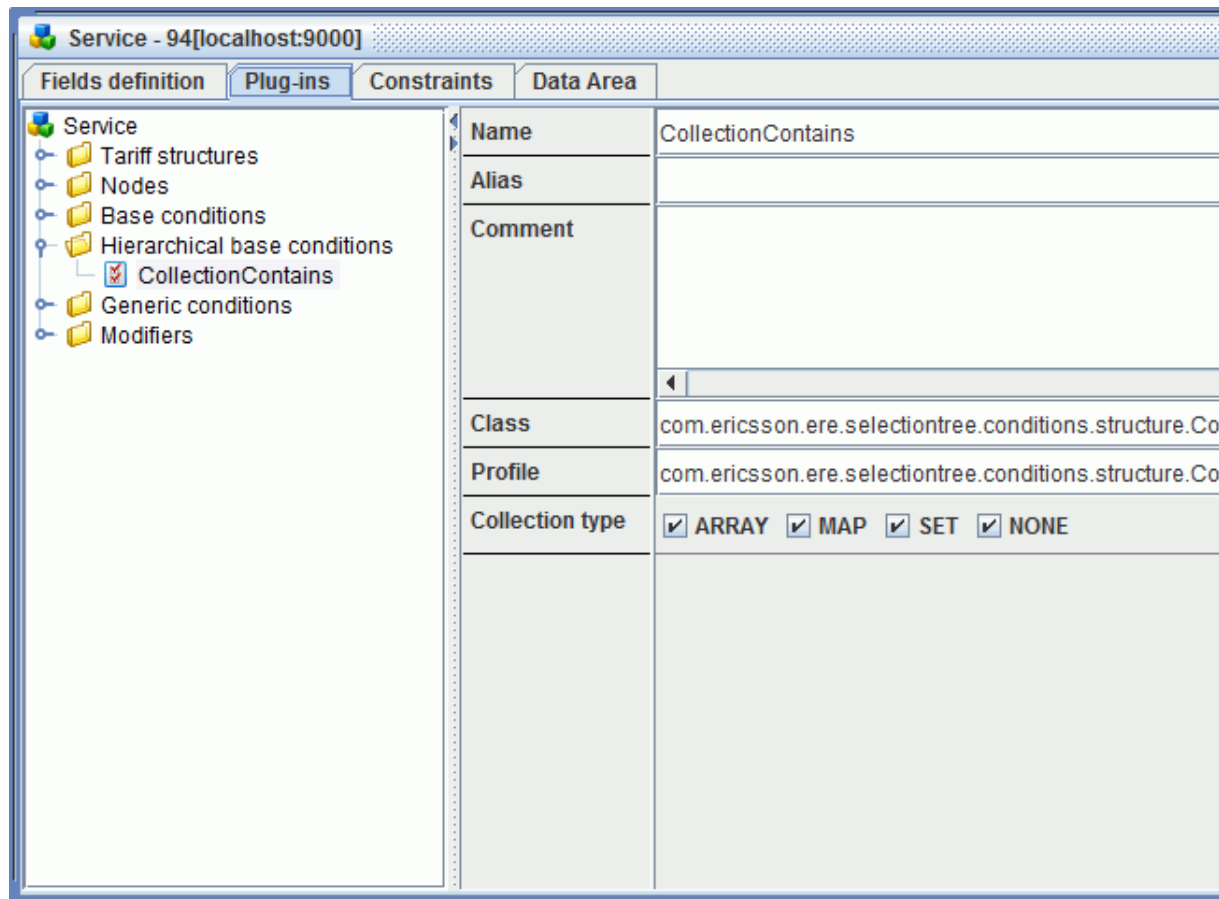 Service - 94[localhost:9000]
Fields definition Plug-ins Constraints Data Area
Service
Tariff structures
Nodes
Base conditions
Hierarchical base conditions
CollectionContains
Generic conditions
Modifiers
Name CollectionContains
Alias
Comment
Class com.ericsson.ere.selectiontree.conditions.structure.Co
Profile com.ericsson.ere.selectiontree.conditions.structure.Co
Collection type ARRAY MAP SET NONE